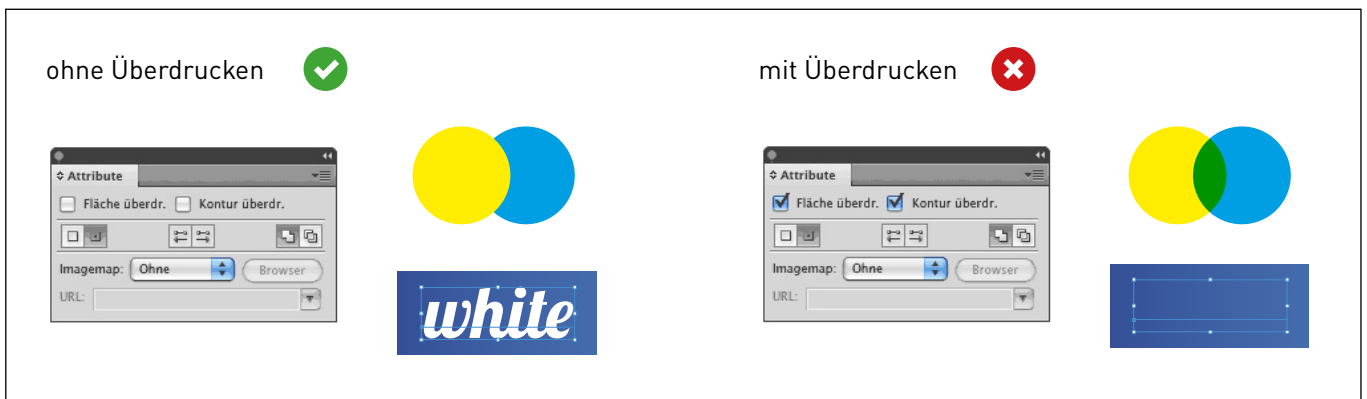 ohne Überdrucken
Attribute
Fläche überdr. Kontur überdr.
Imagemap: Ohne Browser
URL:
white
mit Überdrucken
Attribute
Fläche überdr. Kontur überdr.
Imagemap: Ohne Browser
URL: